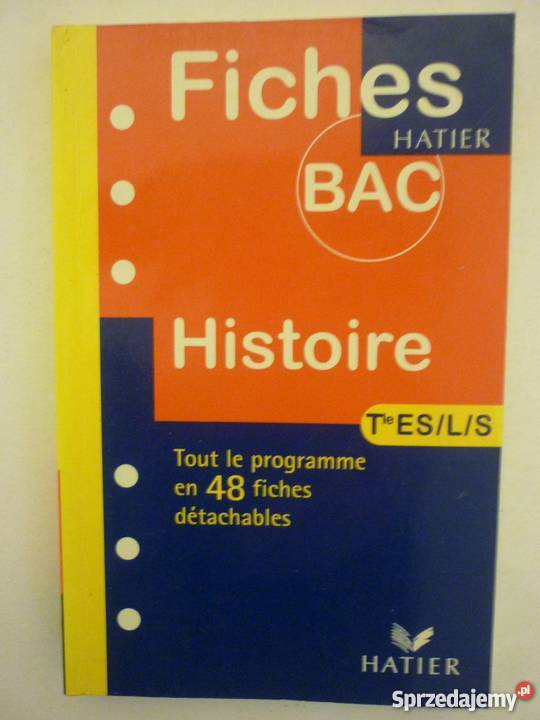 Fiches
HATIER
BAC
Histoire
Tle ES/L/S
Tout le programme
en 48 fiches
détachables
HATIER
Sprzedajemy.pl